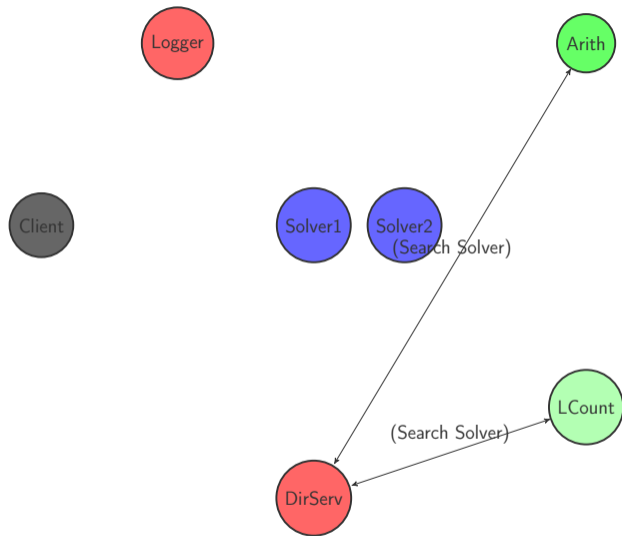 Logger
Arith
Client
Solver1
Solver2
(Search Solver)
LCount
(Search Solver)
DirServ